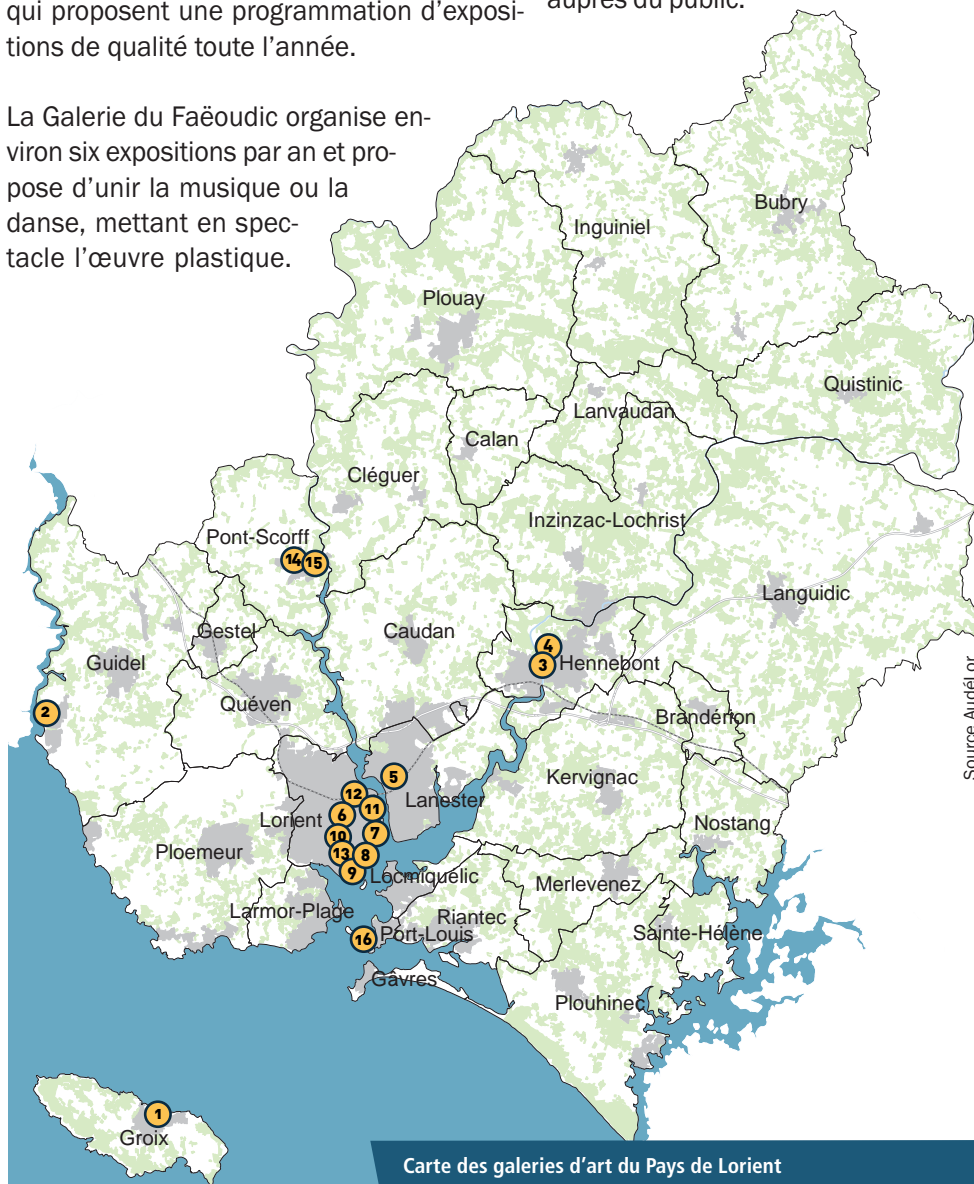 qui proposent une programmation d'exposi-
tions de qualité toute l'année.
La Galerie du Faëoudic organise en-
viron six expositions par an et pro-
pose d'unir la musique ou la
danse, mettant en spec-
tacle l'œuvre plastique.
auprès du public.
Bubry
Inguiniel
Plouay
Quistinic
Lanvaudan
Calan
Cléguer
Inzinzac-Lochrist
Pont-Scorff
14 15
Languidic
Gestel
Caudan
4
Guidel
3 Hennebont
Quéven
2
Brandérion
Source Audélor
5
Kervignac
12
Lanester
11
6
Lorient
Nostang
7
10
Ploemeur
13 8
9 Locmiquélic
Merlevenez
Larmor-Plage
Riantec
16 Port-Louis
Sainte-Hélène
Gâvres
Plouhinec
1
Groix
Carte des galeries d'art du Pays de Lorient